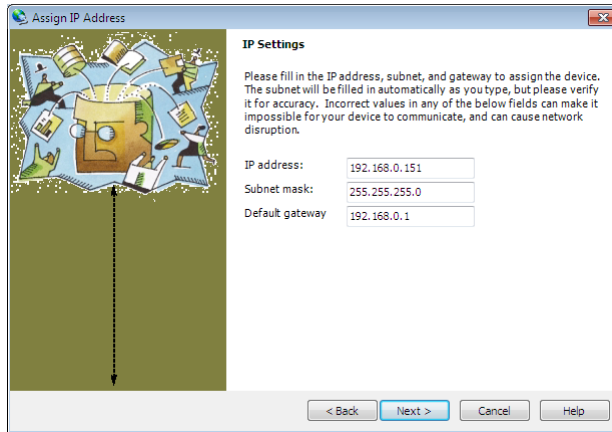 Assign IP Address
IP Settings
Please fill in the IP address, subnet, and gateway to assign the device.
The subnet will be filled in automatically as you type, but please verify
it for accuracy. Incorrect values in any of the below fields can make it
impossible for your device to communicate, and can cause network
disruption.
IP address: 192.168.0.151
Subnet mask: 255.255.255.0
Default gateway 192.168.0.1
< Back Next > Cancel Help